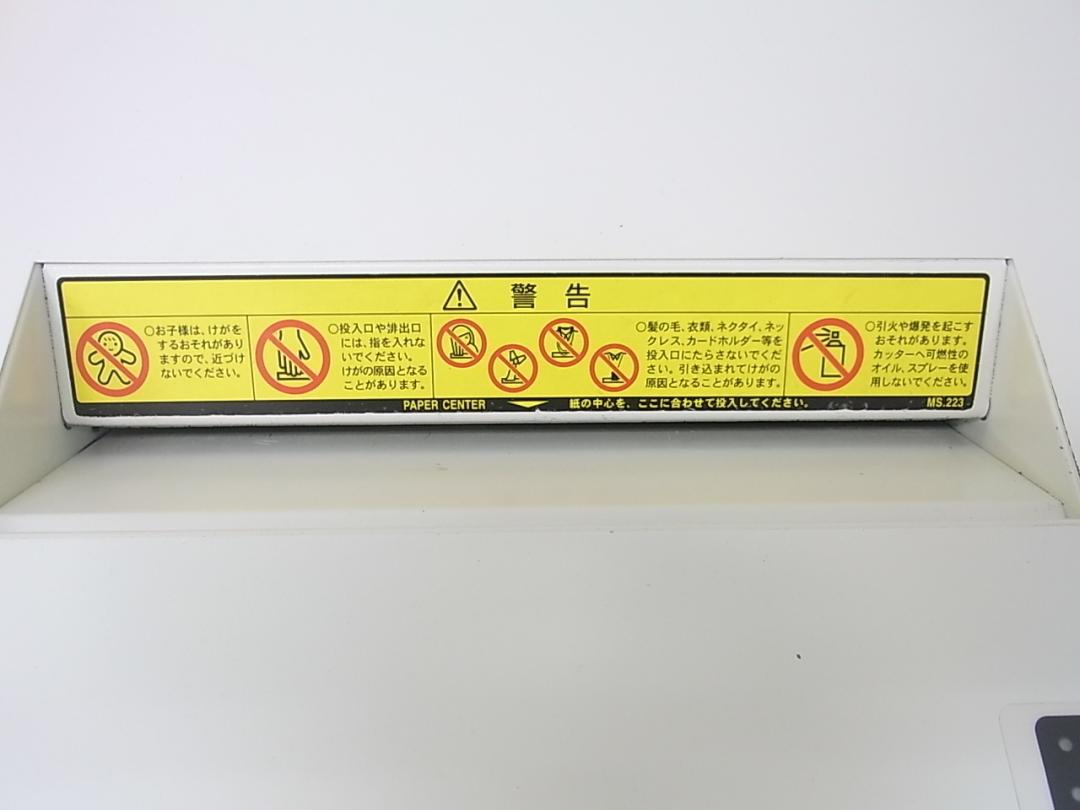 警告
○お子様は、けがを
するおそれがあり
ますので、近づけ
ないでください。
○投入口や排出口
には、指を入れな
いでください。
けがの原因となる
ことがあります。
○髪の毛、衣類、ネクタイ、ネッ
クレス、カードホルダー等を
投入口にたらさないでくだ
さい。引き込まれてけがの
原因となることがあります。
○引火や爆発を起こす
おそれがあります。
カッターへ可燃性の
オイル、スプレーを使
用しないでください。
PAPER CENTER 紙の中心を、ここに合わせて投入してください。 MS.223